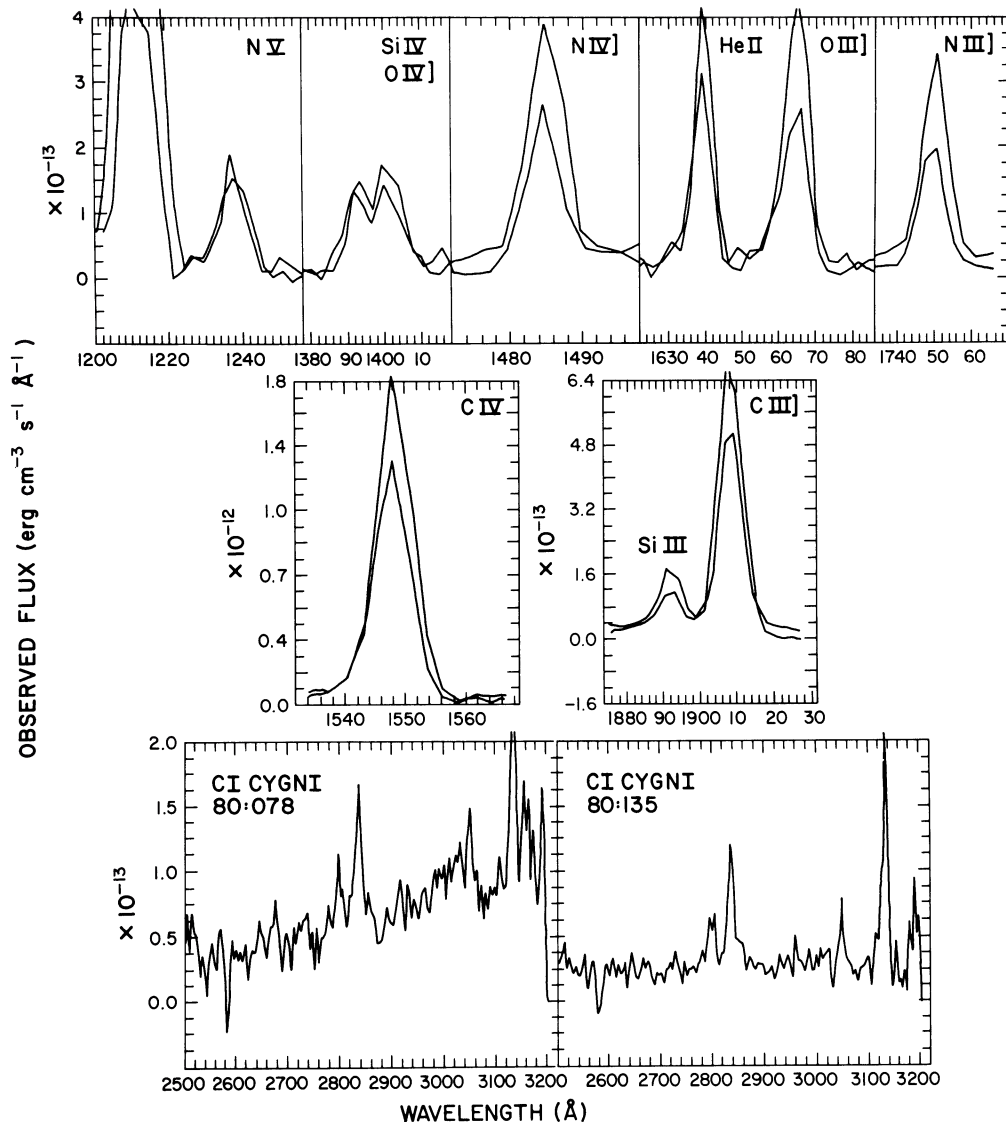 N V
Si IV
O IV]
N IV]
He II
O III]
N III]
4
3
2
1
0
× 10⁻¹³
1200 1220 1240 1380 90 1400 10 1480 1490 1630 40 50 60 70 80 1740 50 60
OBSERVED FLUX (erg cm⁻³ s⁻¹ Å⁻¹)
C IV
1.8
1.4
1.0
0.7
0.4
0.0
× 10⁻¹²
1540 1550 1560
C III]
Si III
6.4
4.8
3.2
1.6
0.0
-1.6
× 10⁻¹³
1880 90 1900 10 20 30
CI CYGNI
80:078
2.0
1.5
1.0
0.5
0.0
× 10⁻¹³
2500 2600 2700 2800 2900 3000 3100 3200
CI CYGNI
80:135
2600 2700 2800 2900 3000 3100 3200
WAVELENGTH (Å)